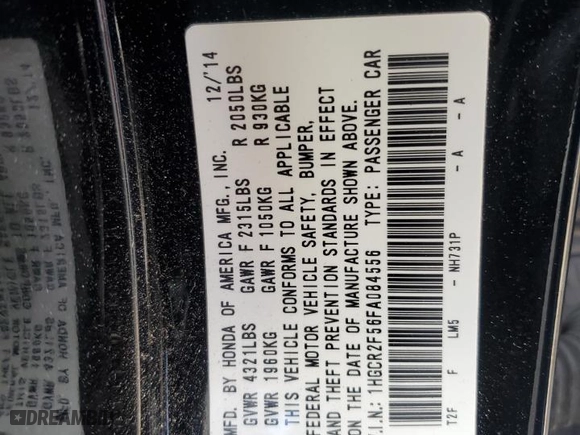 MFD. BY HONDA OF AMERICA MFG., INC. 12/'14
GVWR 4321LBS GAWR F 2315LBS R 2050LBS
GVWR 1960KG GAWR F 1050KG R 930KG
THIS VEHICLE CONFORMS TO ALL APPLICABLE
FEDERAL MOTOR VEHICLE SAFETY, BUMPER,
AND THEFT PREVENTION STANDARDS IN EFFECT
ON THE DATE OF MANUFACTURE SHOWN ABOVE.
V.I.N.: 1HGCR2F56FA084556 TYPE: PASSENGER CAR
T2F F LM5 - NH731P - A - A
DREAMBID